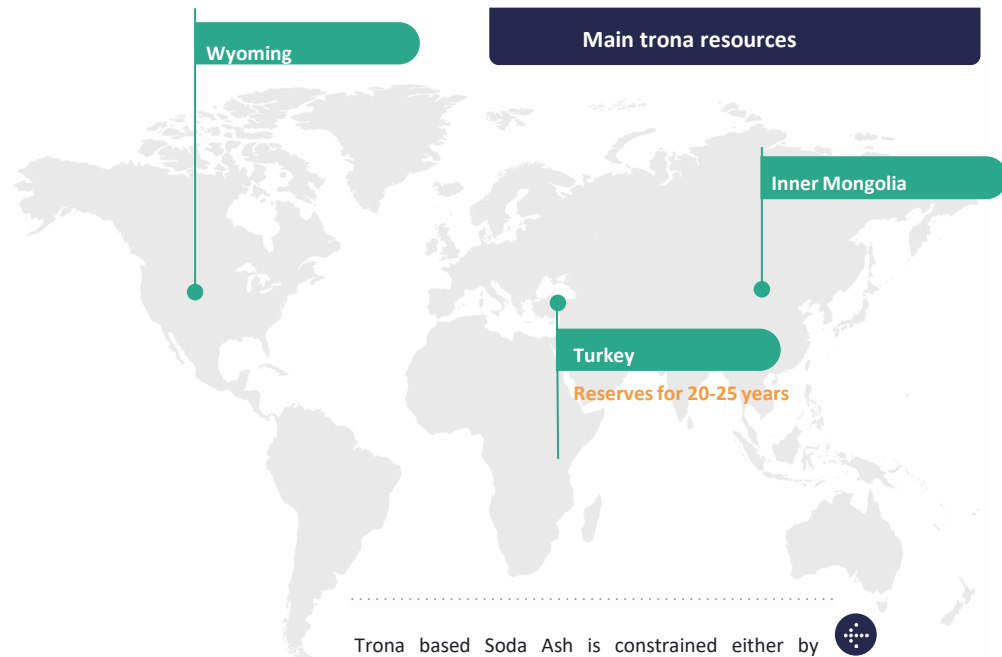 Main trona resources
Wyoming
Inner Mongolia
Turkey
Reserves for 20-25 years
Trona based Soda Ash is constrained either by